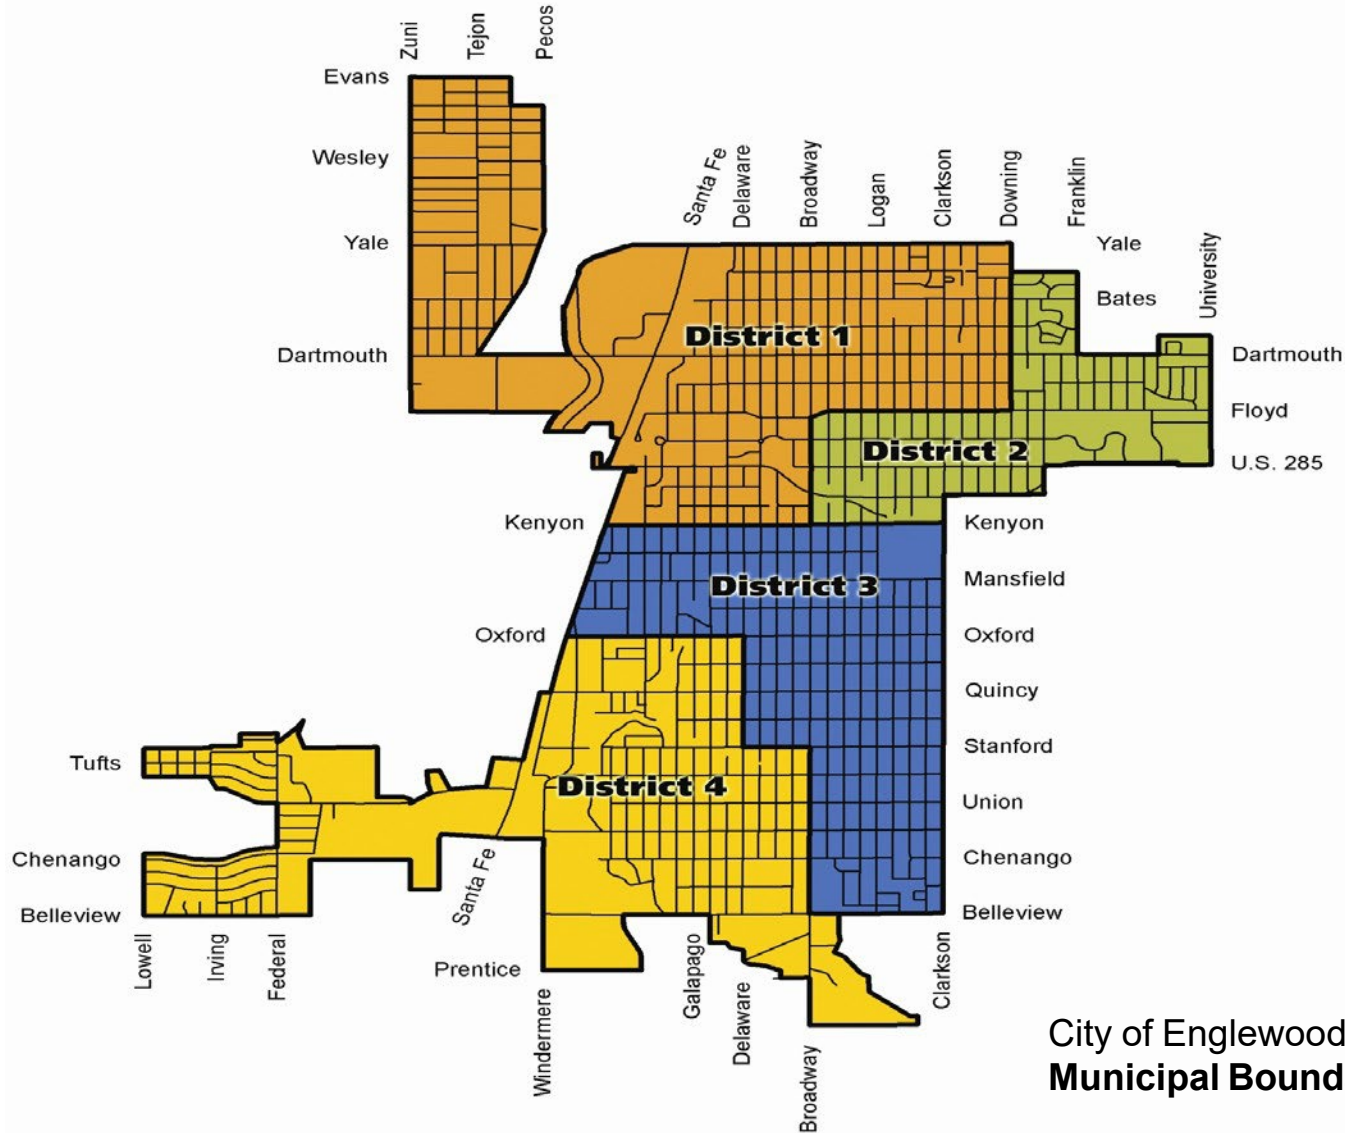 Zuni
Tejon
Pecos
Evans
Wesley
Yale
Dartmouth
Santa Fe
Delaware
Broadway
Logan
Clarkson
Downing
Franklin
University
Yale
Bates
Dartmouth
Floyd
U.S. 285
District 1
District 2
Kenyon
Kenyon
District 3
Mansfield
Oxford
Oxford
Quincy
Stanford
Tufts
District 4
Union
Chenango
Chenango
Belleview
Belleview
Lowell
Irving
Federal
Santa Fe
Prentice
Windermere
Galapago
Delaware
Broadway
Clarkson
City of Englewood
Municipal Bound